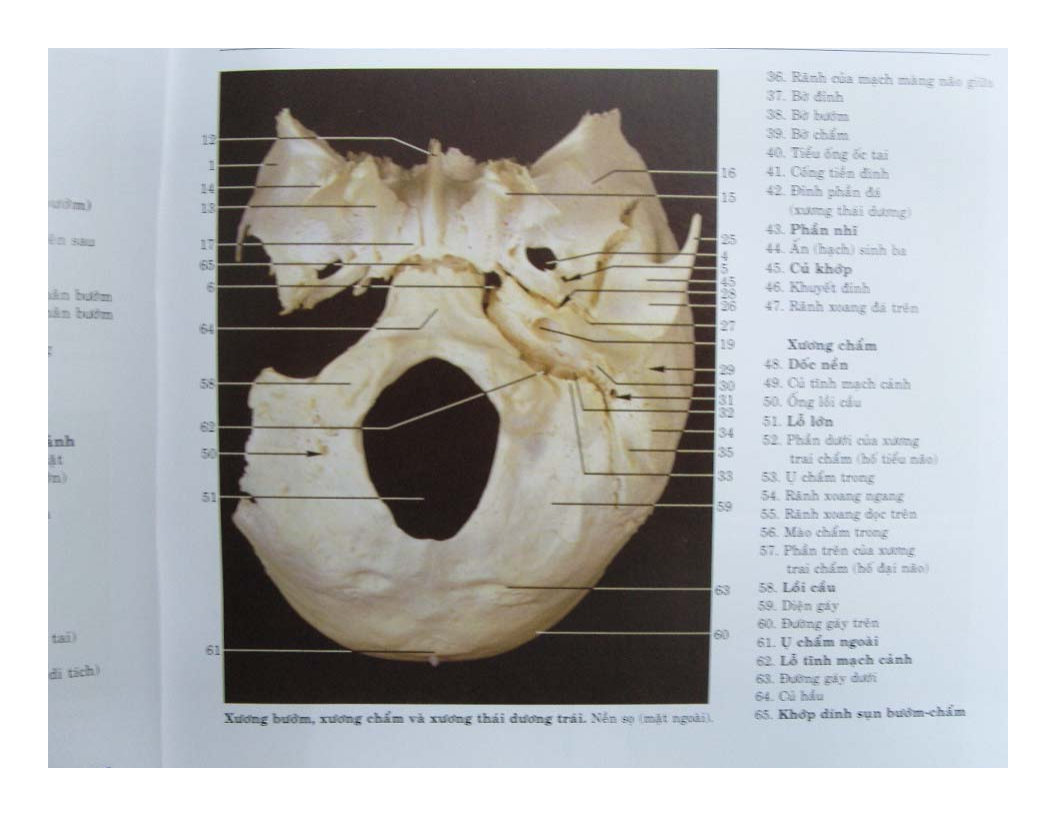 ướm)
ên sau
ân bướm
ân bướm
ảnh
ặt
ơn)
tai)
di tích)
12
1
14
13
17
65
6
64
58
62
50
51
61
16
15
25
4
5
45
28
26
27
19
29
30
31
32
34
35
33
59
63
60
Xương bướm, xương chẩm và xương thái dương trái. Nền sọ (mặt ngoài).
36. Rãnh của mạch màng não giữa
37. Bờ đỉnh
38. Bờ bướm
39. Bờ chẩm
40. Tiểu ống ốc tai
41. Cống tiền đình
42. Đỉnh phần đá
(xương thái dương)
43. Phần nhĩ
44. Ấn (hạch) sinh ba
45. Củ khớp
46. Khuyết đỉnh
47. Rãnh xoang đá trên
Xương chẩm
48. Dốc nền
49. Củ tĩnh mạch cảnh
50. Ống lồi cầu
51. Lỗ lớn
52. Phần dưới của xương
trai chẩm (hố tiểu não)
53. Ụ chẩm trong
54. Rãnh xoang ngang
55. Rãnh xoang dọc trên
56. Mào chẩm trong
57. Phần trên của xương
trai chẩm (hố đại não)
58. Lồi cầu
59. Diện gáy
60. Đường gáy trên
61. Ụ chẩm ngoài
62. Lỗ tĩnh mạch cảnh
63. Đường gáy dưới
64. Củ hầu
65. Khớp dính sụn bướm-chẩm